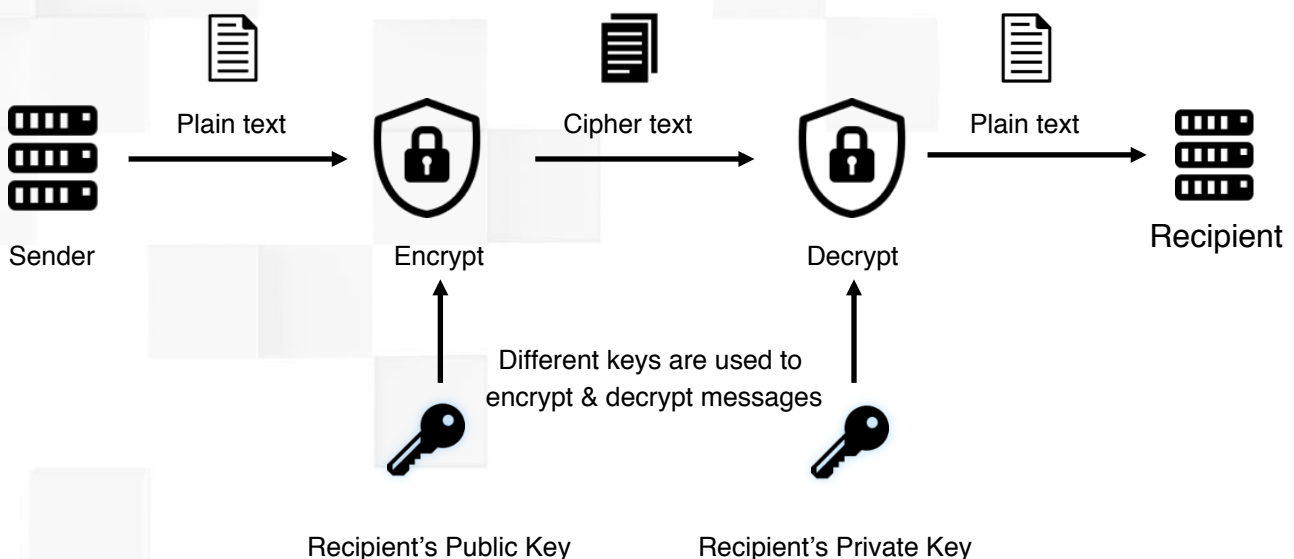 Plain text
Cipher text
Plain text
Sender
Encrypt
Decrypt
Recipient
Different keys are used to
encrypt & decrypt messages
Recipient's Public Key
Recipient's Private Key